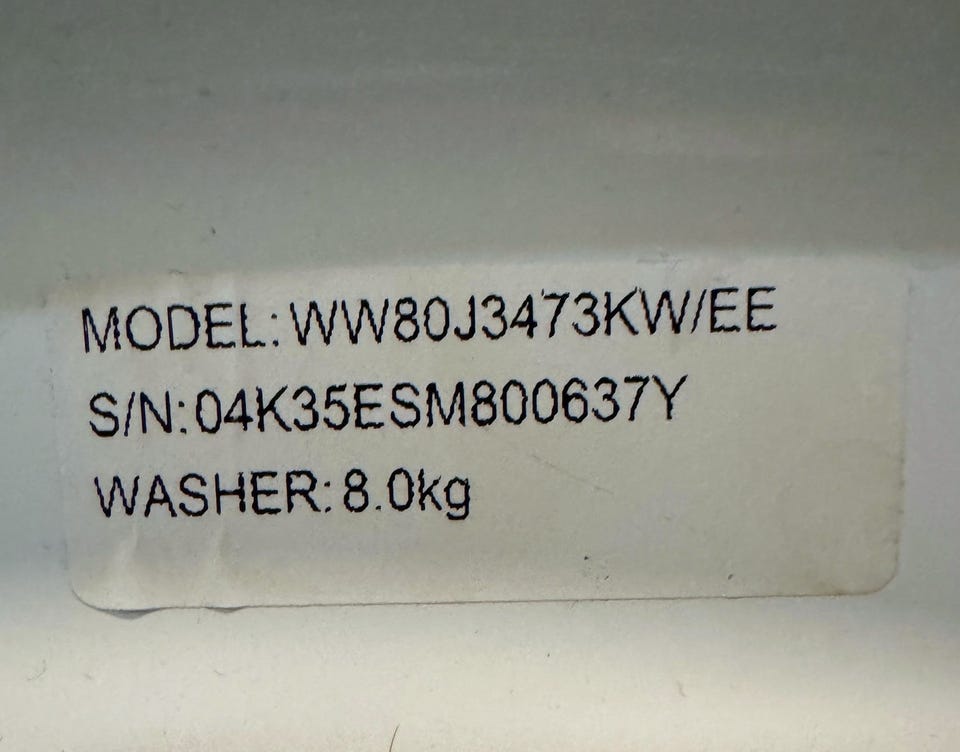 MODEL: WW80J3473KW/EE
S/N: 04K35ESM800637Y
WASHER: 8.0kg